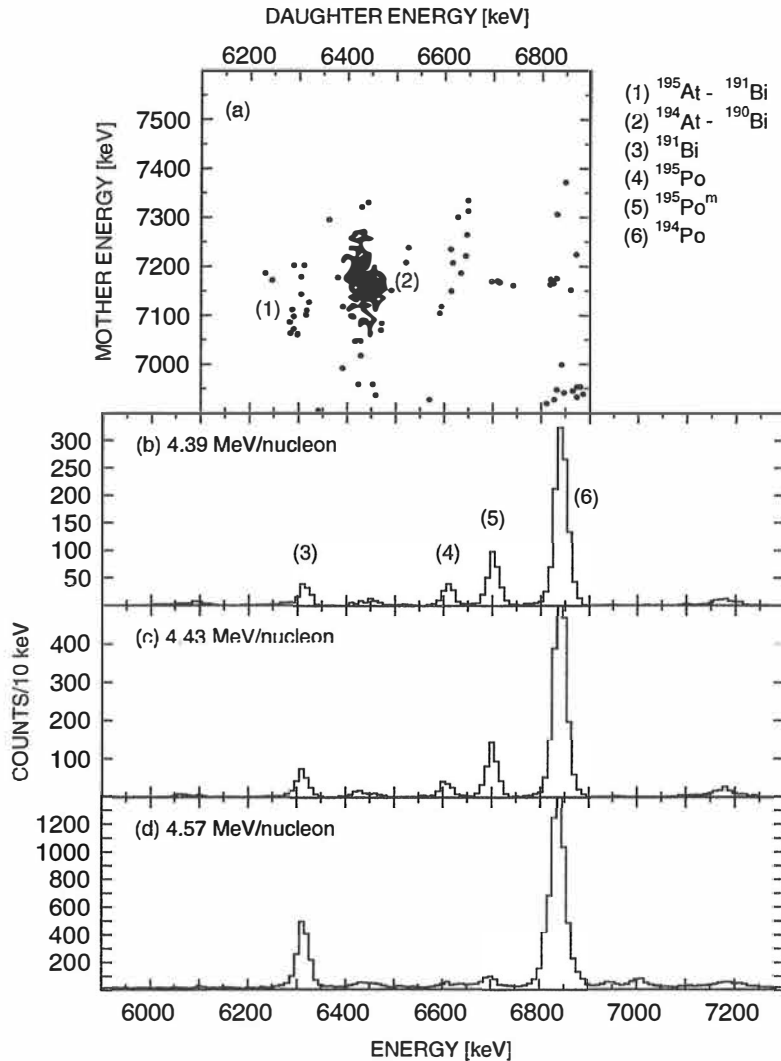 DAUGHTER ENERGY [keV]
6200 6400 6600 6800
MOTHER ENERGY [keV]
7500
7400
7300
7200
7100
7000
(a)
(1)
(2)
(1) ¹⁹⁵At - ¹⁹¹Bi
(2) ¹⁹⁴At - ¹⁹⁰Bi
(3) ¹⁹¹Bi
(4) ¹⁹⁵Po
(5) ¹⁹⁵Poᵐ
(6) ¹⁹⁴Po
COUNTS/10 keV
(b) 4.39 MeV/nucleon
300
250
200
150
100
50
(3)
(4)
(5)
(6)
(c) 4.43 MeV/nucleon
400
300
200
100
(d) 4.57 MeV/nucleon
1200
1000
800
600
400
200
6000 6200 6400 6600 6800 7000 7200
ENERGY [keV]